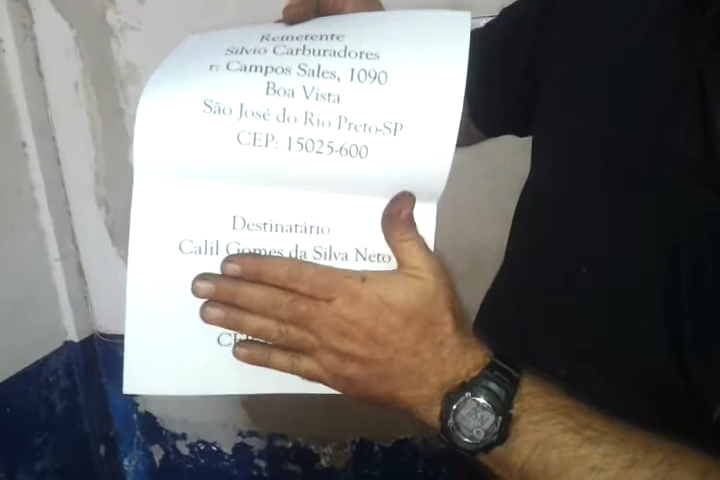 Remetente
Silvio Carburadores
r: Campos Sales, 1090
Boa Vista
São José do Rio Preto-SP
CEP: 15025-600
Destinatário
Calil Gomes da Silva Neto